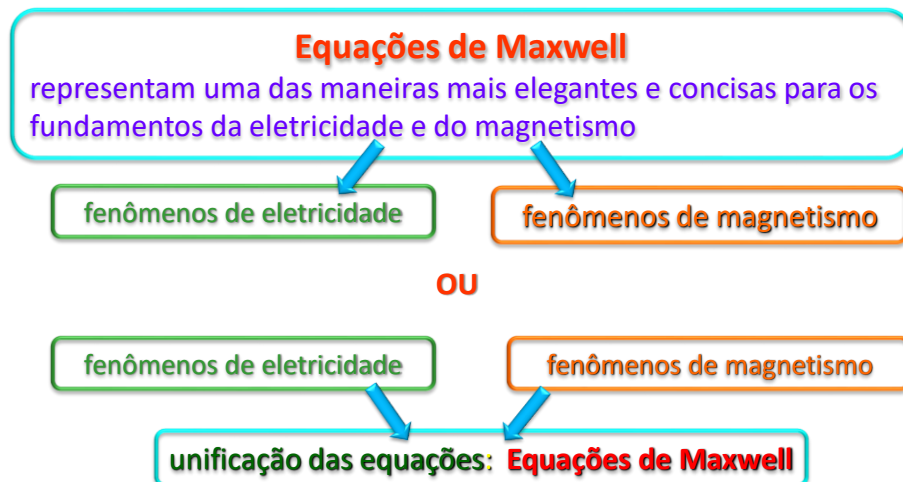 Equações de Maxwell
representam uma das maneiras mais elegantes e concisas para os
fundamentos da eletricidade e do magnetismo
fenômenos de eletricidade
fenômenos de magnetismo
OU
fenômenos de eletricidade
fenômenos de magnetismo
unificação das equações: Equações de Maxwell